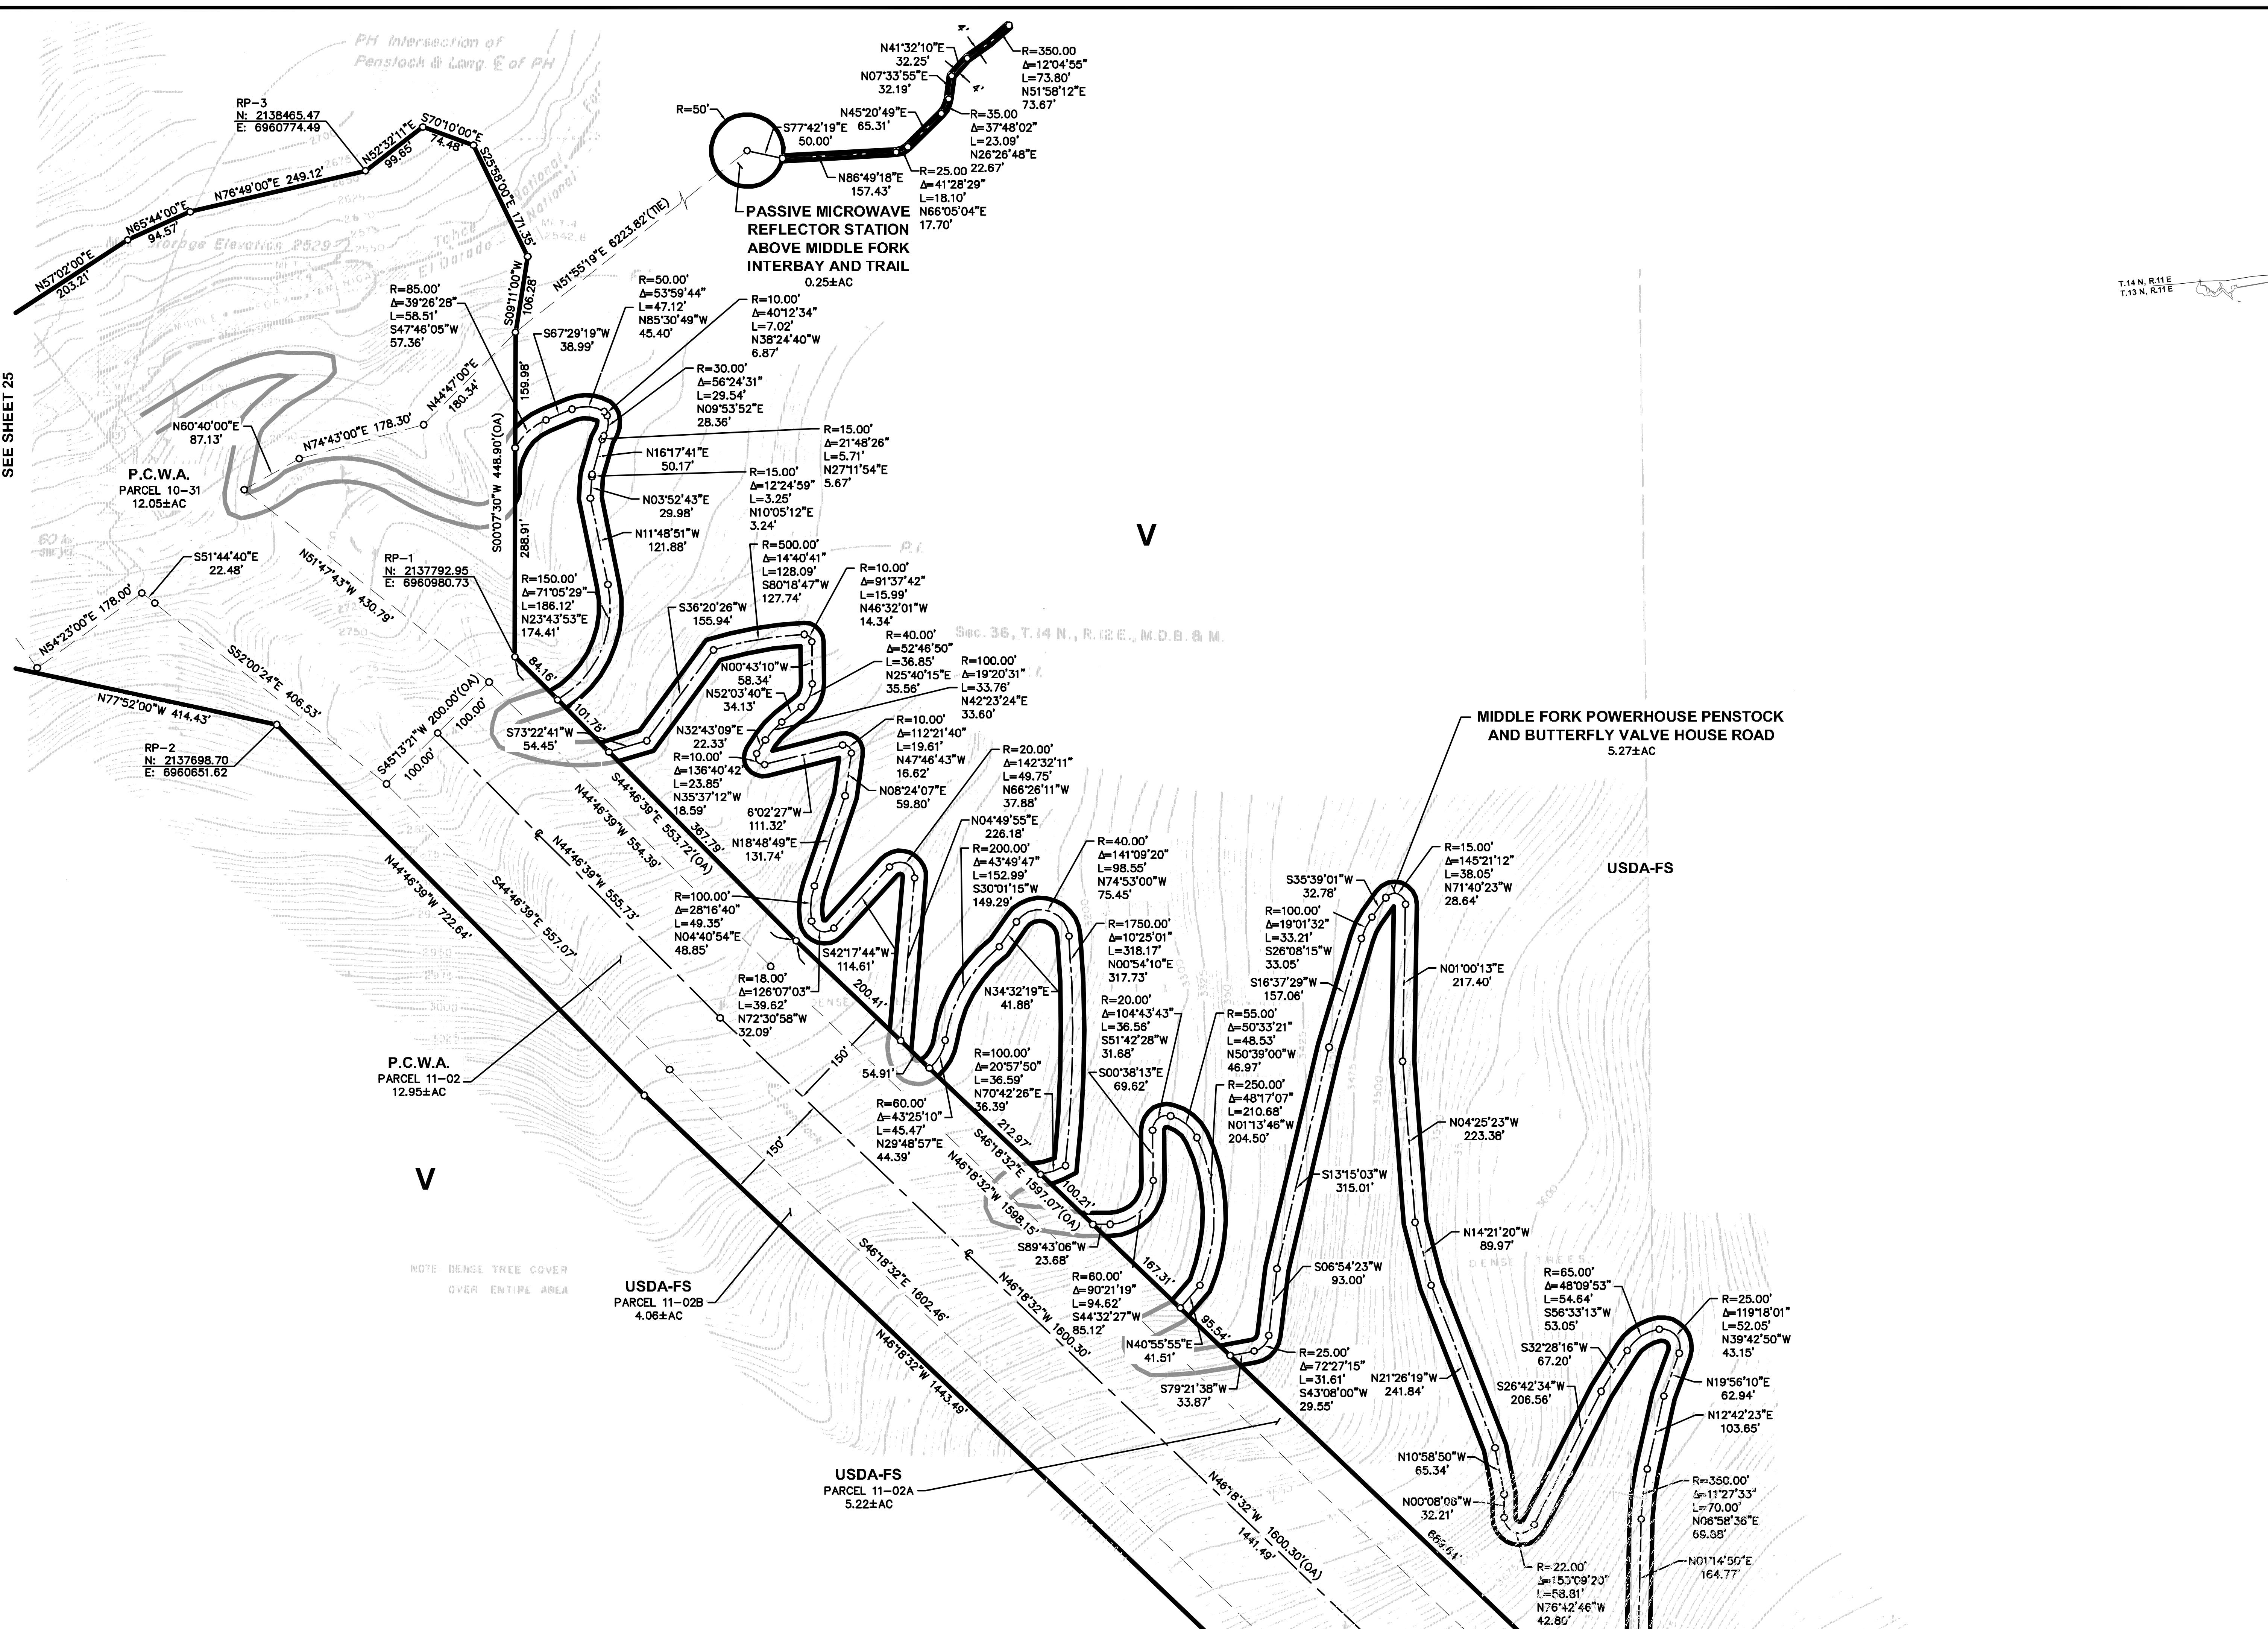 PH Intersection of
Penstock & Long. ℄ of PH
RP-3
N: 2138465.47
E: 6960774.49
N52°32'11"E
99.65'
S70°10'00"E
74.48'
S25°58'00"E 171.35'
N76°49'00"E 249.12'
N65°44'00"E
94.57'
N57°02'00"E
203.21'
S09°11'00"W
106.28'
Tahoe National
El Dorado National
N51°55'19"E 6223.82'(TIE)
R=50'
S77°42'19"E
50.00'
N86°49'18"E
157.43'
N45°20'49"E
65.31'
N07°33'55"E
32.19'
N41°32'10"E
32.25'
4'
4'
R=350.00
Δ=12°04'55"
L=73.80'
N51°58'12"E
73.67'
R=35.00
Δ=37°48'02"
L=23.09'
N26°26'48"E
22.67'
R=25.00
Δ=41°28'29"
L=18.10'
N66°05'04"E
17.70'
PASSIVE MICROWAVE
REFLECTOR STATION
ABOVE MIDDLE FORK
INTERBAY AND TRAIL
0.25±AC
T.14 N, R.11 E
T.13 N, R.11 E
SEE SHEET 25
R=85.00'
Δ=39°26'28"
L=58.51'
S47°46'05"W
57.36'
S67°29'19"W
38.99'
R=50.00'
Δ=53°59'44"
L=47.12'
N85°30'49"W
45.40'
R=10.00'
Δ=40°12'34"
L=7.02'
N38°24'40"W
6.87'
R=30.00'
Δ=56°24'31"
L=29.54'
N09°53'52"E
28.36'
R=15.00'
Δ=21°48'26"
L=5.71'
N27°11'54"E
5.67'
N16°17'41"E
50.17'
R=15.00'
Δ=12°24'59"
L=3.25'
N10°05'12"E
3.24'
N03°52'43"E
29.98'
N11°48'51"W
121.88'
N44°47'00"E
180.34'
N74°43'00"E 178.30'
N60°40'00"E
87.13'
159.98'
S00°07'30"W 448.90'(OA)
288.91'
P.C.W.A.
PARCEL 10-31
12.05±AC
S51°44'40"E
22.48'
N54°23'00"E 178.00'
N51°47'43"W 430.79'
RP-1
N: 2137792.95
E: 6960980.73
R=150.00'
Δ=71°05'29"
L=186.12'
N23°43'53"E
174.41'
84.16'
101.78'
S73°22'41"W
54.45'
S36°20'26"W
155.94'
R=500.00'
Δ=14°40'41"
L=128.09'
S80°18'47"W
127.74'
P.I.
R=10.00'
Δ=91°37'42"
L=15.99'
N46°32'01"W
14.34'
N00°43'10"W
58.34'
R=40.00'
Δ=52°46'50"
L=36.85'
N25°40'15"E
35.56'
N52°03'40"E
34.13'
R=100.00'
Δ=19°20'31"
L=33.76'
N42°23'24"E
33.60'
N32°43'09"E
22.33'
R=10.00'
Δ=136°40'42"
L=23.85'
N35°37'12"W
18.59'
6°02'27"W
111.32'
R=10.00'
Δ=112°21'40"
L=19.61'
N47°46'43"W
16.62'
N08°24'07"E
59.80'
N18°48'49"E
131.74'
V
Sec. 36, T. 14 N., R. 12 E., M.D.B. & M.
MIDDLE FORK POWERHOUSE PENSTOCK
AND BUTTERFLY VALVE HOUSE ROAD
5.27±AC
USDA-FS
S52°00'24"E 406.53'
N77°52'00"W 414.43'
RP-2
N: 2137698.70
E: 6960651.62
S45°13'21"W 200.00'(OA)
100.00'
100.00'
S44°46'39"E 553.72'(OA)
367.79'
N44°46'39"W 554.39'
N44°46'39"W 555.73'
S44°46'39"E 557.07'
N44°46'39"W 722.64'
R=100.00'
Δ=28°16'40"
L=49.35'
N04°40'54"E
48.85'
R=18.00'
Δ=126°07'03"
L=39.62'
N72°30'58"W
32.09'
S42°17'44"W
114.61'
R=20.00'
Δ=142°32'11"
L=49.75'
N66°26'11"W
37.88'
N04°49'55"E
226.18'
200.41'
54.91'
R=200.00'
Δ=43°49'47"
L=152.99'
S30°01'15"W
149.29'
R=60.00'
Δ=43°25'10"
L=45.47'
N29°48'57"E
44.39'
N34°32'19"E
41.88'
R=40.00'
Δ=141°09'20"
L=98.55'
N74°53'00"W
75.45'
R=1750.00'
Δ=10°25'01"
L=318.17'
N00°54'10"E
317.73'
R=100.00'
Δ=20°57'50"
L=36.59'
N70°42'26"E
36.39'
212.97'
100.21'
S46°18'32"E 1597.07'(OA)
N46°18'32"W 1598.15'
R=20.00'
Δ=104°43'43"
L=36.56'
S51°42'28"W
31.68'
S00°38'13"E
69.62'
R=55.00'
Δ=50°33'21"
L=48.53'
N50°39'00"W
46.97'
R=250.00'
Δ=48°17'07"
L=210.68'
N01°13'46"W
204.50'
S89°43'06"W
23.68'
R=60.00'
Δ=90°21'19"
L=94.62'
S44°32'27"W
85.12'
N40°55'55"E
41.51'
167.31'
95.54'
S79°21'38"W
33.87'
R=25.00'
Δ=72°27'15"
L=31.61'
S43°08'00"W
29.55'
S06°54'23"W
93.00'
S13°15'03"W
315.01'
S16°37'29"W
157.06'
R=100.00'
Δ=19°01'32"
L=33.21'
S26°08'15"W
33.05'
S35°39'01"W
32.78'
R=15.00'
Δ=145°21'12"
L=38.05'
N71°40'23"W
28.64'
N01°00'13"E
217.40'
N04°25'23"W
223.38'
N14°21'20"W
89.97'
N21°26'19"W
241.84'
N10°58'50"W
65.34'
N00°08'06"W
32.21'
R=22.00'
Δ=153°09'20"
L=58.81'
N76°42'46"W
42.80'
S26°42'34"W
206.56'
S32°28'16"W
67.20'
R=65.00'
Δ=48°09'53"
L=54.64'
S56°33'13"W
53.05'
R=25.00'
Δ=119°18'01"
L=52.05'
N39°42'50"W
43.15'
N19°56'10"E
62.94'
N12°42'23"E
103.65'
R=350.00'
Δ=11°27'33"
L=70.00'
N06°58'36"E
69.88'
N01°14'50"E
164.77'
P.C.W.A.
PARCEL 11-02
12.95±AC
150'
150'
V
NOTE DENSE TREE COVER
OVER ENTIRE AREA
USDA-FS
PARCEL 11-02B
4.06±AC
USDA-FS
PARCEL 11-02A
5.22±AC
S46°18'32"E 1602.46'
N46°18'32"W 1443.49'
N46°18'32"W 1600.30'
N46°18'32"W 1600.30'(OA)
1441.49'
DENSE TREES